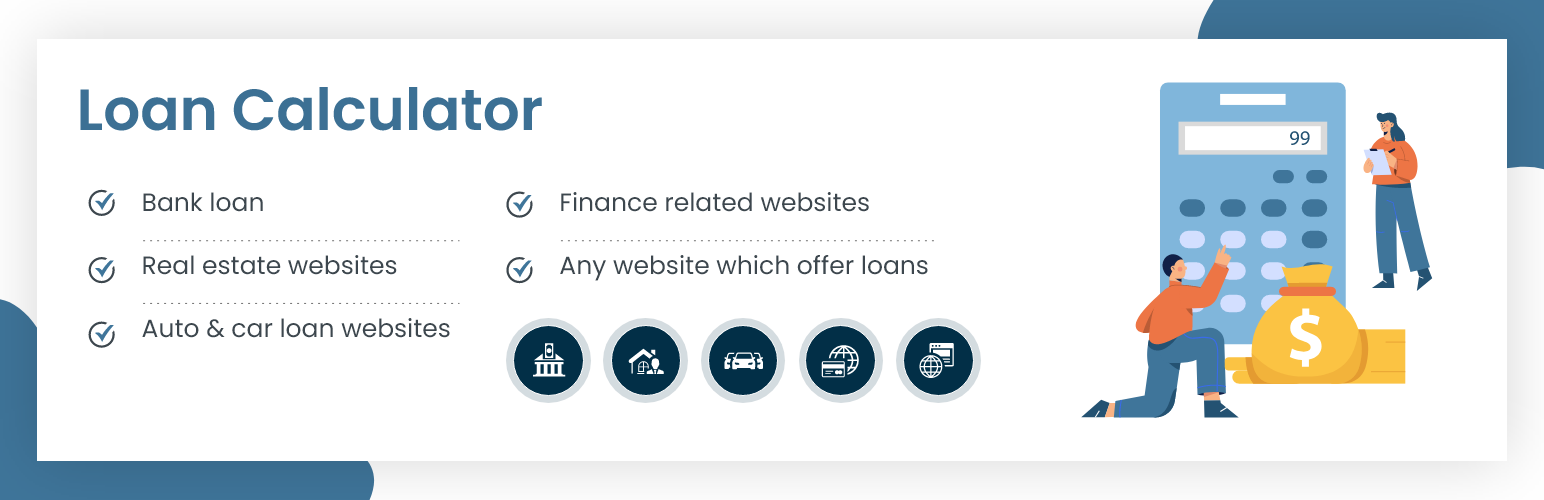 Loan Calculator
Bank loan
Real estate websites
Auto & car loan websites
Finance related websites
Any website which offer loans
99
$